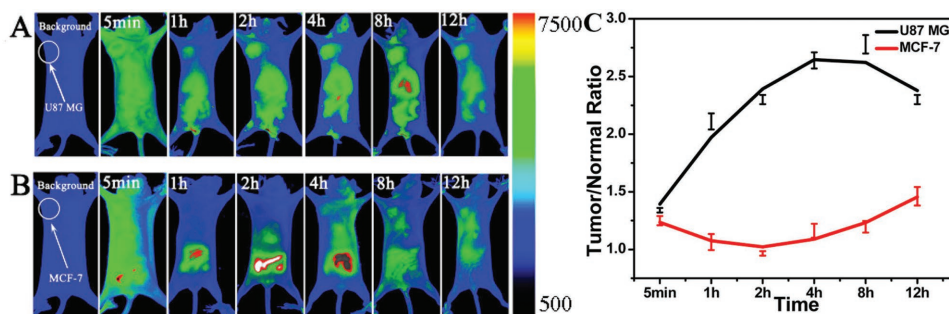 A
Background
5min
1h
2h
4h
8h
12h
U87 MG
B
Background
5min
1h
2h
4h
8h
12h
MCF-7
7500
500
C
Tumor/Normal Ratio
3.0
2.5
2.0
1.5
1.0
U87 MG
MCF-7
5min
1h
2h
4h
8h
12h
Time